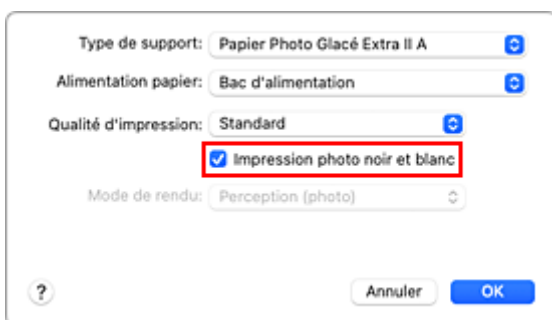 Type de support: Papier Photo Glacé Extra II A
Alimentation papier: Bac d'alimentation
Qualité d'impression: Standard
Impression photo noir et blanc
Mode de rendu: Perception (photo)
? Annuler OK